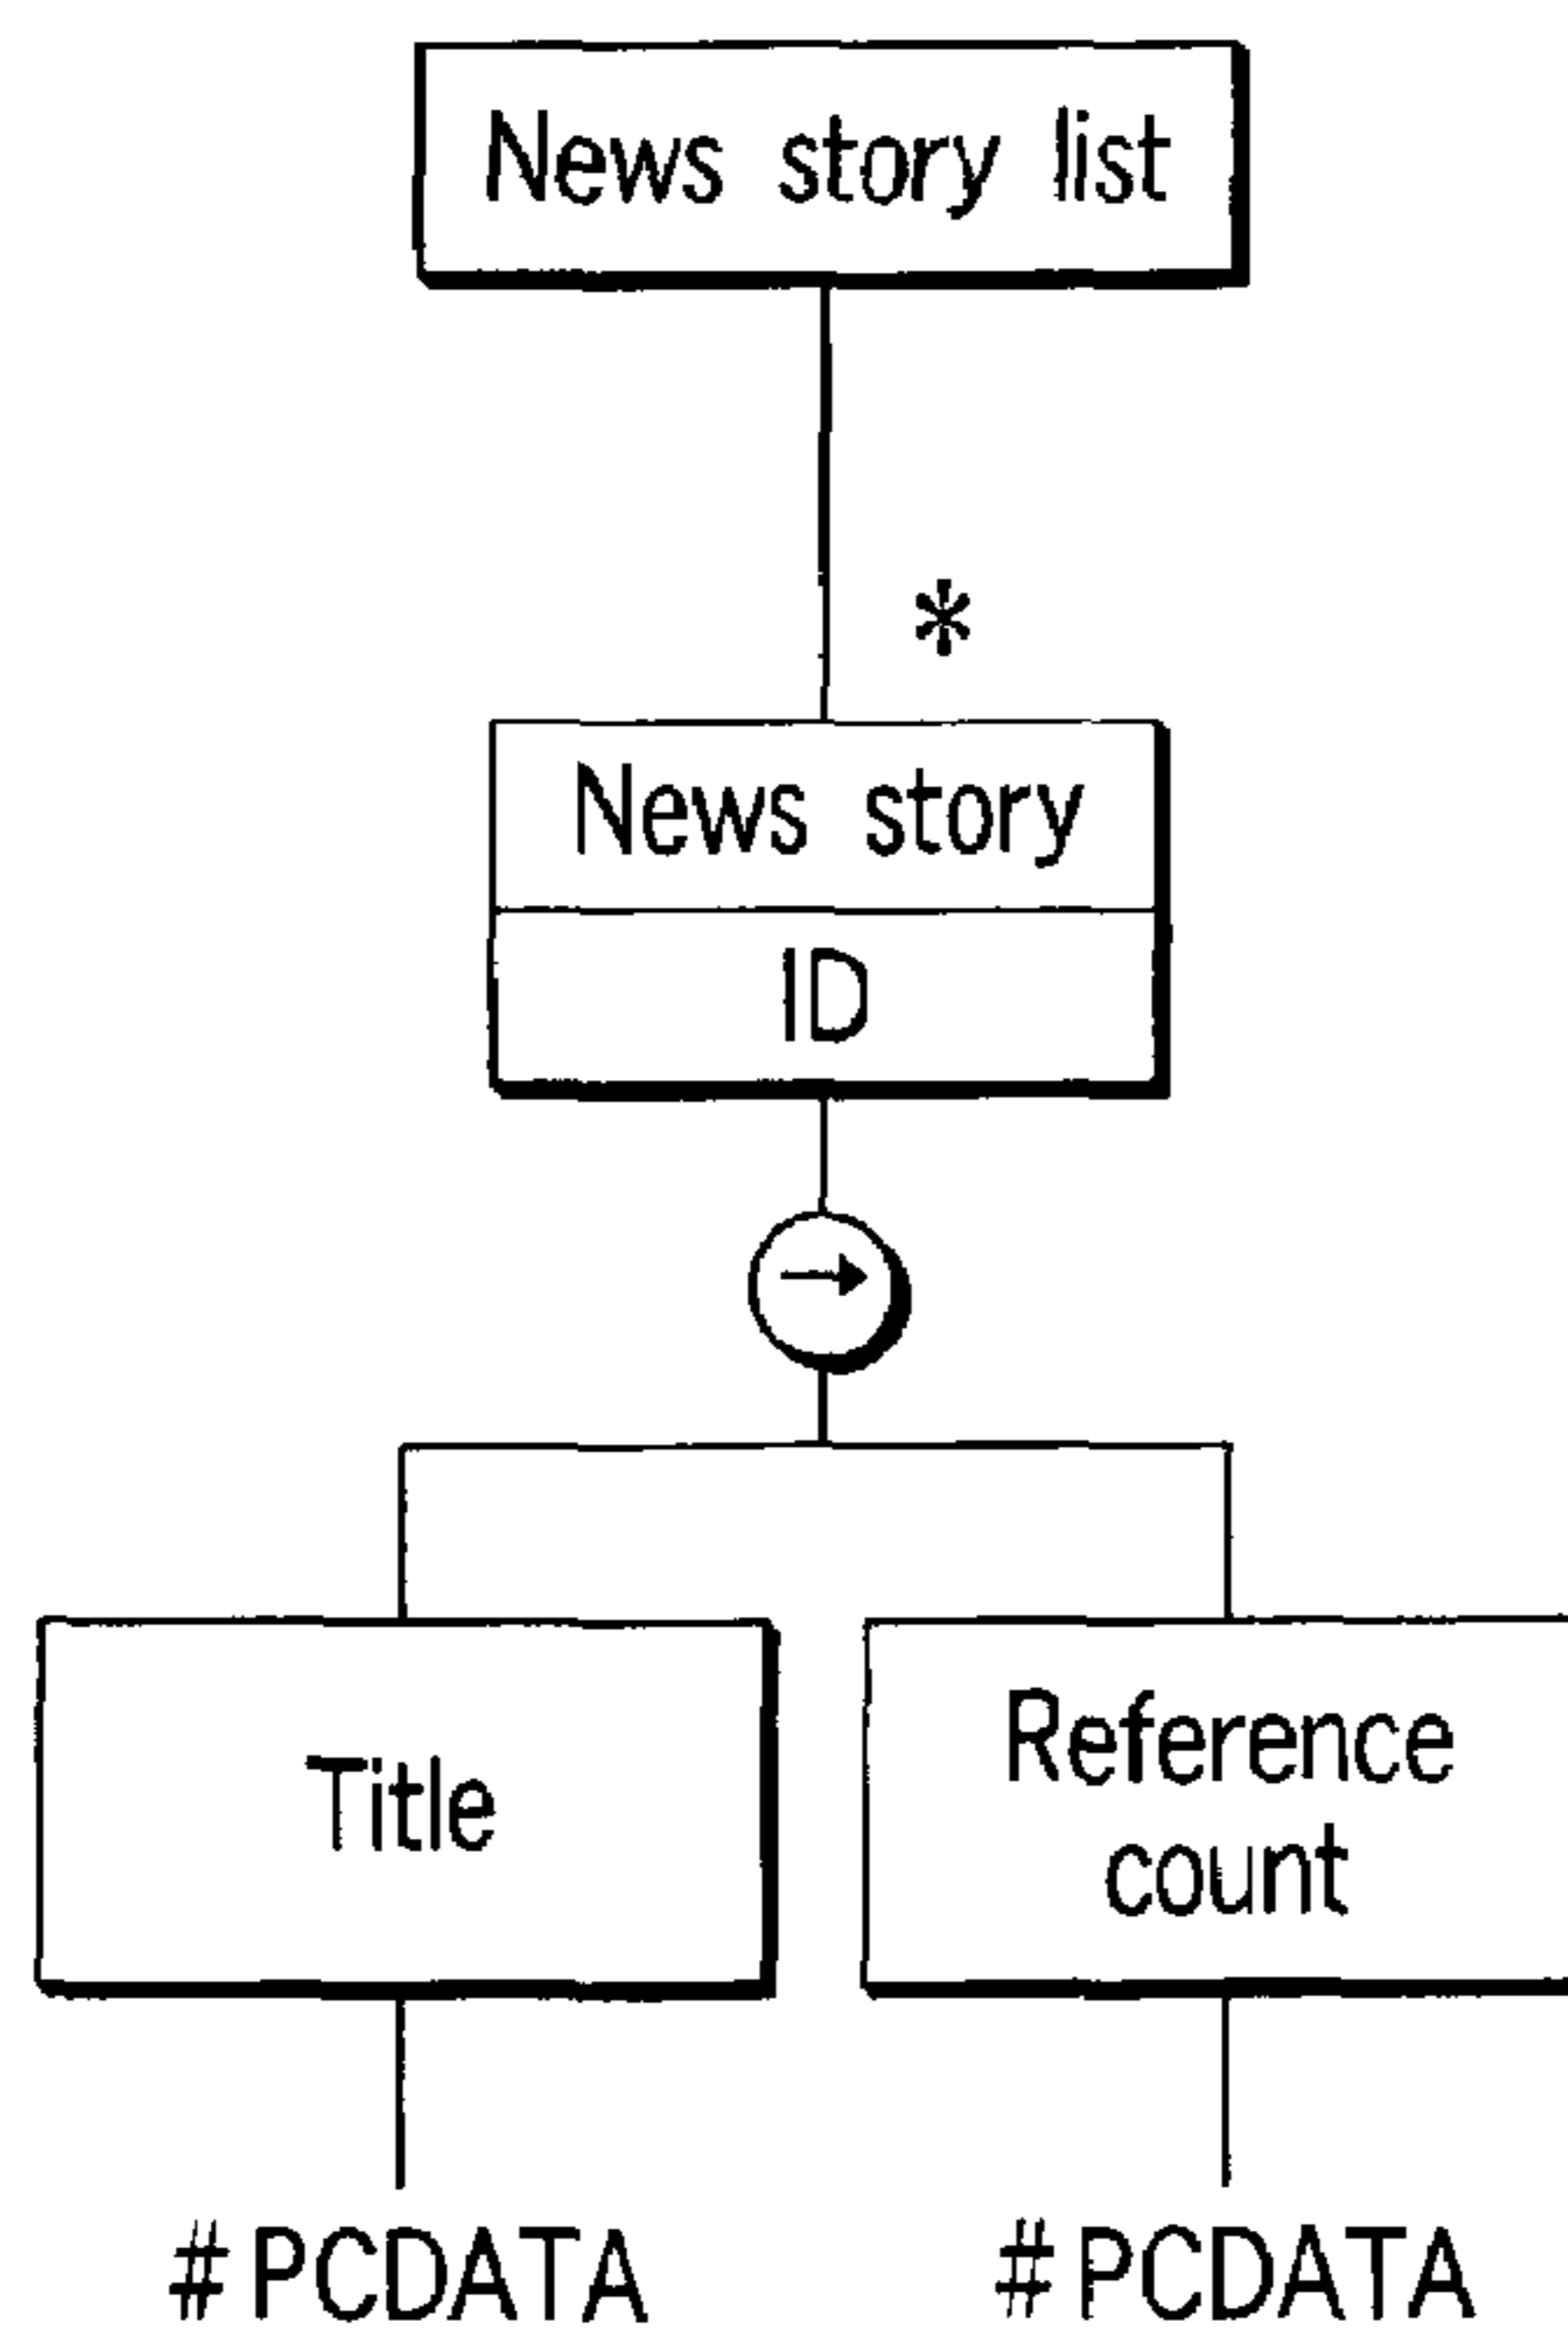 News story list
*
News story
ID
Title
Reference
count
#PCDATA
#PCDATA